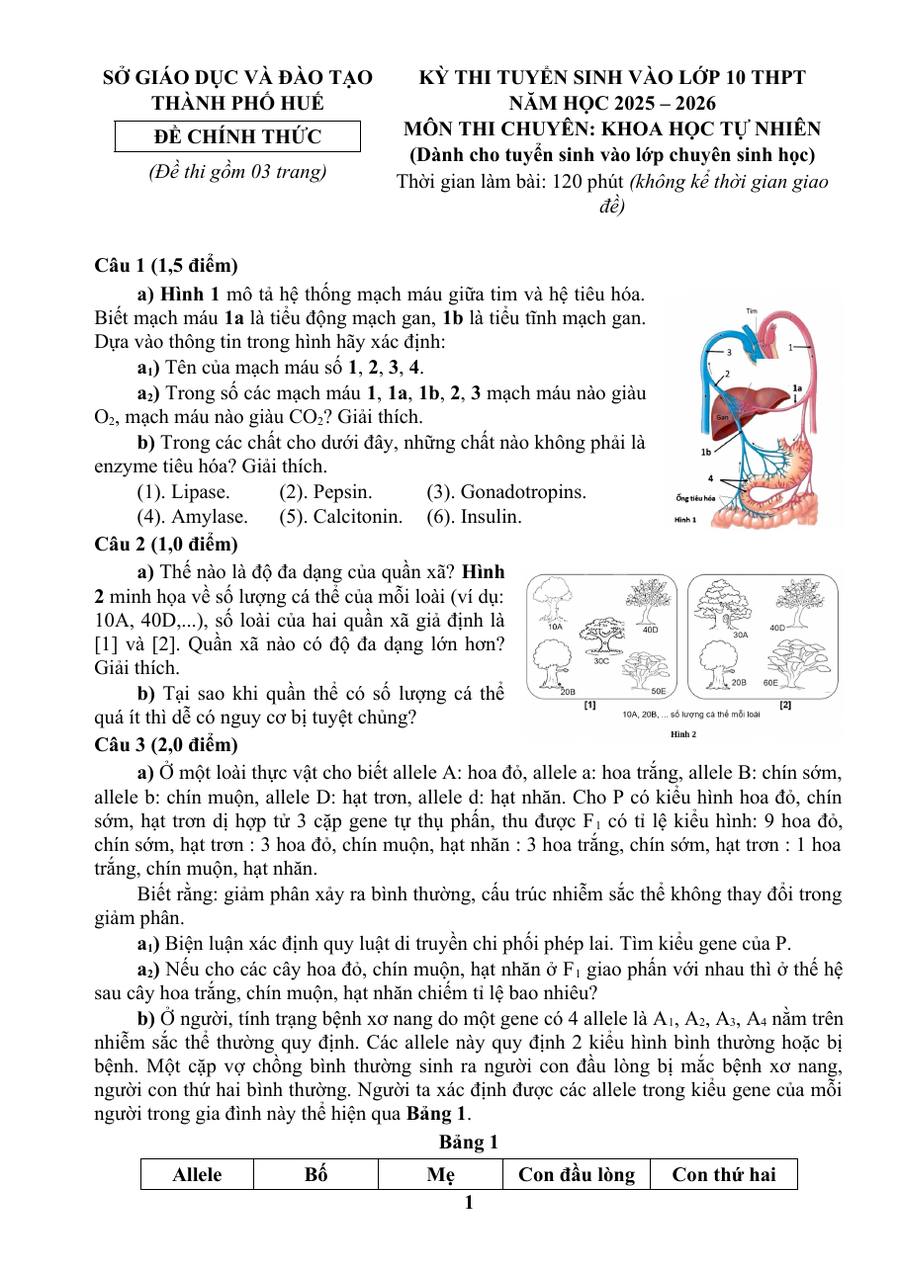 SỞ GIÁO DỤC VÀ ĐÀO TẠO
THÀNH PHỐ HUẾ
ĐỀ CHÍNH THỨC
(Đề thi gồm 03 trang)
KỲ THI TUYỂN SINH VÀO LỚP 10 THPT
NĂM HỌC 2025 – 2026
MÔN THI CHUYÊN: KHOA HỌC TỰ NHIÊN
(Dành cho tuyển sinh vào lớp chuyên sinh học)
Thời gian làm bài: 120 phút (không kể thời gian giao
đề)
Câu 1 (1,5 điểm)
a) Hình 1 mô tả hệ thống mạch máu giữa tim và hệ tiêu hóa.
Biết mạch máu 1a là tiểu động mạch gan, 1b là tiểu tĩnh mạch gan.
Dựa vào thông tin trong hình hãy xác định:
a₁) Tên của mạch máu số 1, 2, 3, 4.
a₂) Trong số các mạch máu 1, 1a, 1b, 2, 3 mạch máu nào giàu
O₂, mạch máu nào giàu CO₂? Giải thích.
b) Trong các chất cho dưới đây, những chất nào không phải là
enzyme tiêu hóa? Giải thích.
(1). Lipase. (2). Pepsin. (3). Gonadotropins.
(4). Amylase. (5). Calcitonin. (6). Insulin.
Tim
3
1
2
1a
Gan
1b
4
Ống tiêu hóa
Hình 1
Câu 2 (1,0 điểm)
a) Thế nào là độ đa dạng của quần xã? Hình
2 minh họa về số lượng cá thể của mỗi loài (ví dụ:
10A, 40D,...), số loài của hai quần xã giả định là
[1] và [2]. Quần xã nào có độ đa dạng lớn hơn?
Giải thích.
b) Tại sao khi quần thể có số lượng cá thể
quá ít thì dễ có nguy cơ bị tuyệt chủng?
10A
40D
30C
20B
50E
[1]
30A
40D
20B
60E
[2]
10A, 20B, ... số lượng cá thể mỗi loài
Hình 2
Câu 3 (2,0 điểm)
a) Ở một loài thực vật cho biết allele A: hoa đỏ, allele a: hoa trắng, allele B: chín sớm,
allele b: chín muộn, allele D: hạt trơn, allele d: hạt nhăn. Cho P có kiểu hình hoa đỏ, chín
sớm, hạt trơn dị hợp tử 3 cặp gene tự thụ phấn, thu được F₁ có tỉ lệ kiểu hình: 9 hoa đỏ,
chín sớm, hạt trơn : 3 hoa đỏ, chín muộn, hạt nhăn : 3 hoa trắng, chín sớm, hạt trơn : 1 hoa
trắng, chín muộn, hạt nhăn.
Biết rằng: giảm phân xảy ra bình thường, cấu trúc nhiễm sắc thể không thay đổi trong
giảm phân.
a₁) Biện luận xác định quy luật di truyền chi phối phép lai. Tìm kiểu gene của P.
a₂) Nếu cho các cây hoa đỏ, chín muộn, hạt nhăn ở F₁ giao phấn với nhau thì ở thế hệ
sau cây hoa trắng, chín muộn, hạt nhăn chiếm tỉ lệ bao nhiêu?
b) Ở người, tính trạng bệnh xơ nang do một gene có 4 allele là A₁, A₂, A₃, A₄ nằm trên
nhiễm sắc thể thường quy định. Các allele này quy định 2 kiểu hình bình thường hoặc bị
bệnh. Một cặp vợ chồng bình thường sinh ra người con đầu lòng bị mắc bệnh xơ nang,
người con thứ hai bình thường. Người ta xác định được các allele trong kiểu gene của mỗi
người trong gia đình này thể hiện qua Bảng 1.
Bảng 1
Allele Bố Mẹ Con đầu lòng Con thứ hai
1